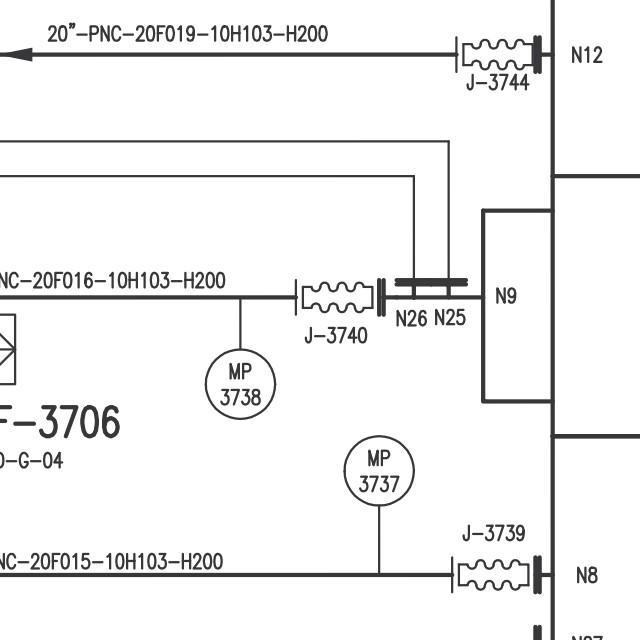 20"-PNC-20F019-10H103-H200
N12
J-3744
NC-20F016-10H103-H200
N9
N26 N25
J-3740
MP
3738
F-3706
0-G-04
MP
3737
J-3739
NC-20F015-10H103-H200
N8